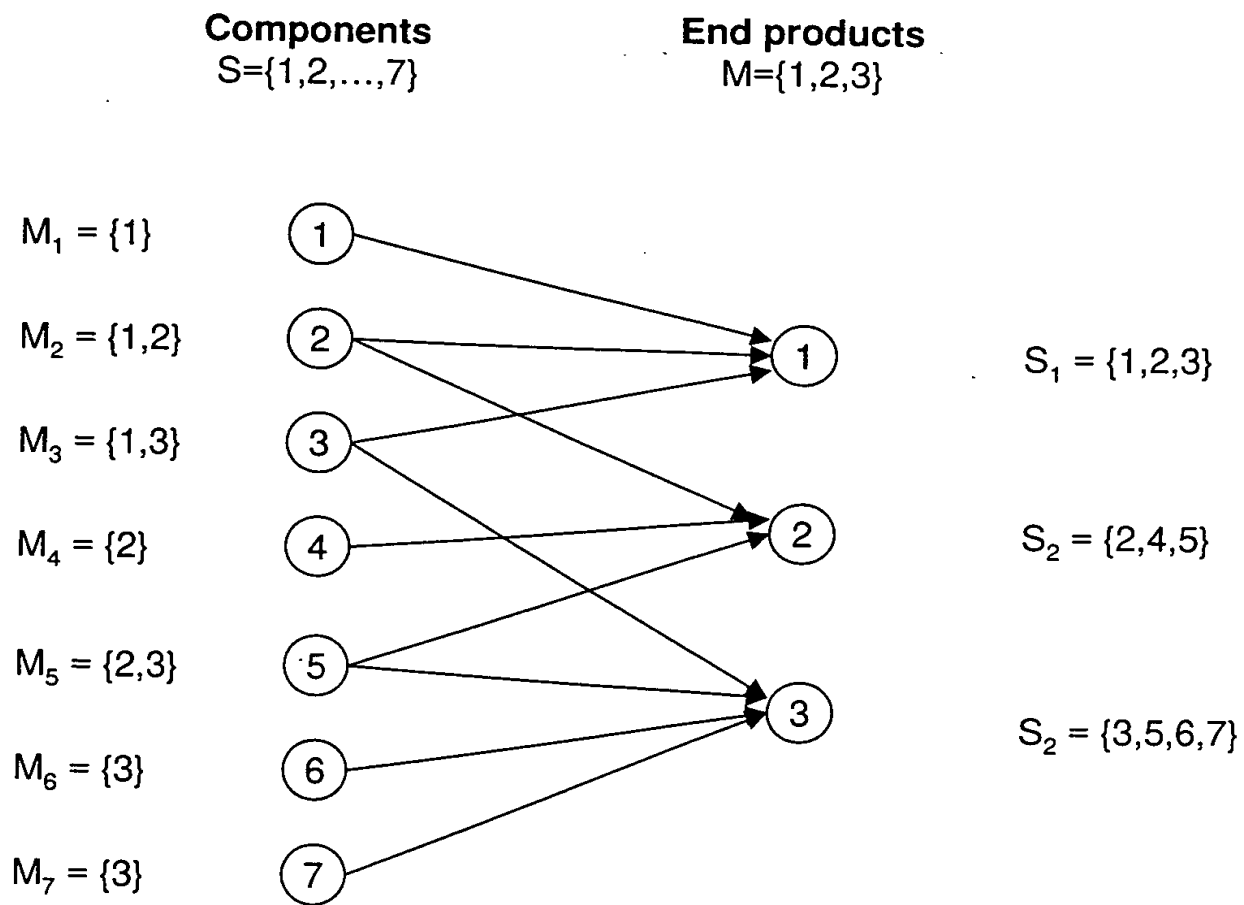 Components End products
S={1,2,...,7} M={1,2,3}
M₁ = {1} 1
M₂ = {1,2} 2
1 S₁ = {1,2,3}
M₃ = {1,3} 3
M₄ = {2} 4 2 S₂ = {2,4,5}
M₅ = {2,3} 5
3 S₂ = {3,5,6,7}
M₆ = {3} 6
M₇ = {3} 7